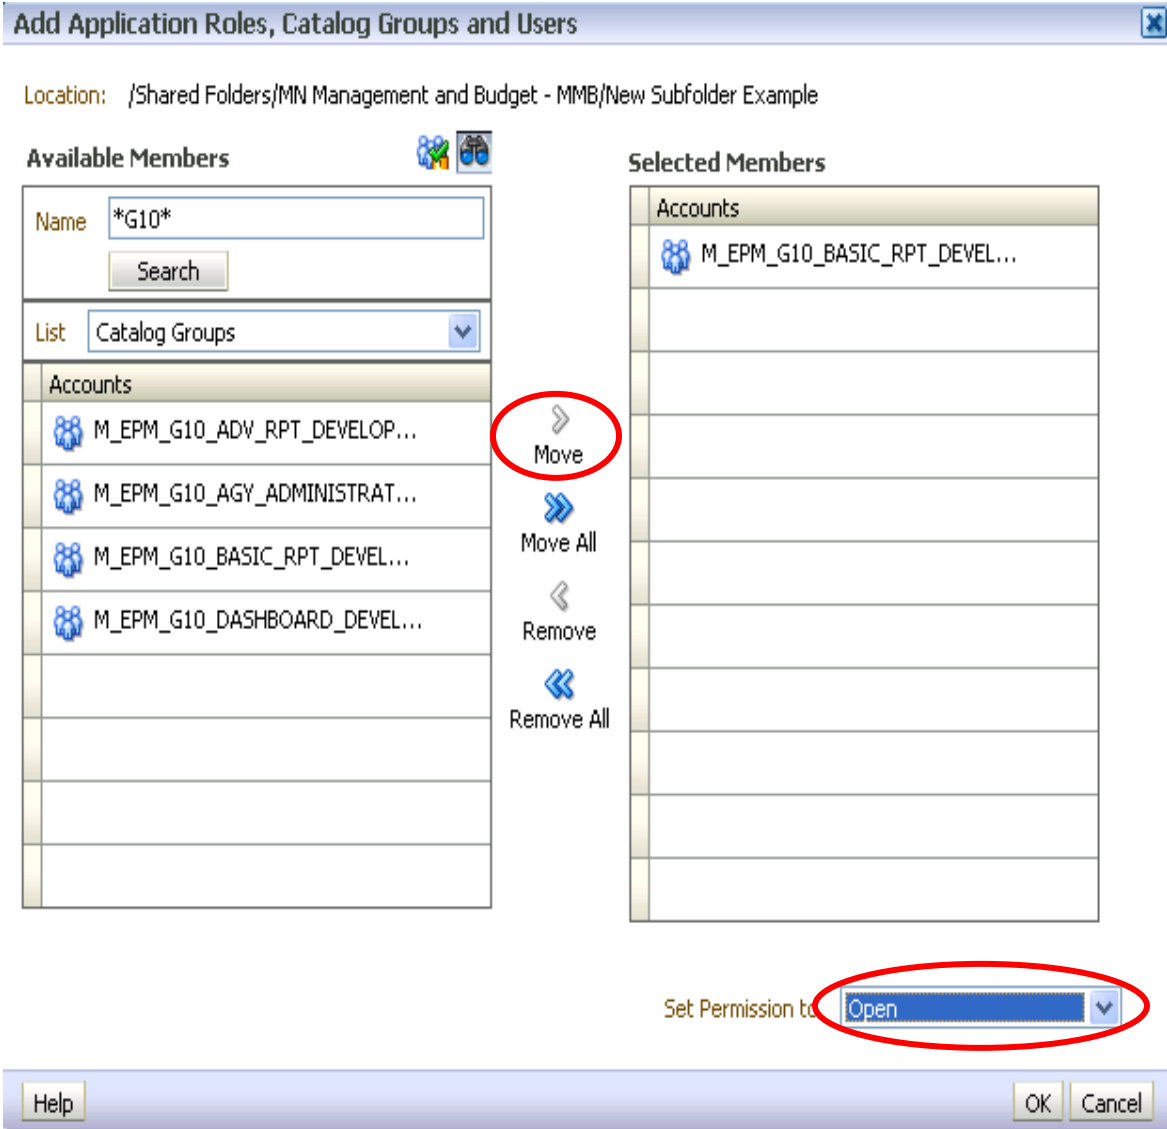 Add Application Roles, Catalog Groups and Users
Location: /Shared Folders/MN Management and Budget - MMB/New Subfolder Example
Available Members
Name *G10*
Search
List Catalog Groups
Accounts
M_EPM_G10_ADV_RPT_DEVELOP...
M_EPM_G10_AGY_ADMINISTRAT...
M_EPM_G10_BASIC_RPT_DEVEL...
M_EPM_G10_DASHBOARD_DEVEL...
Move
Move All
Remove
Remove All
Selected Members
Accounts
M_EPM_G10_BASIC_RPT_DEVEL...
Set Permission to Open
Help OK Cancel